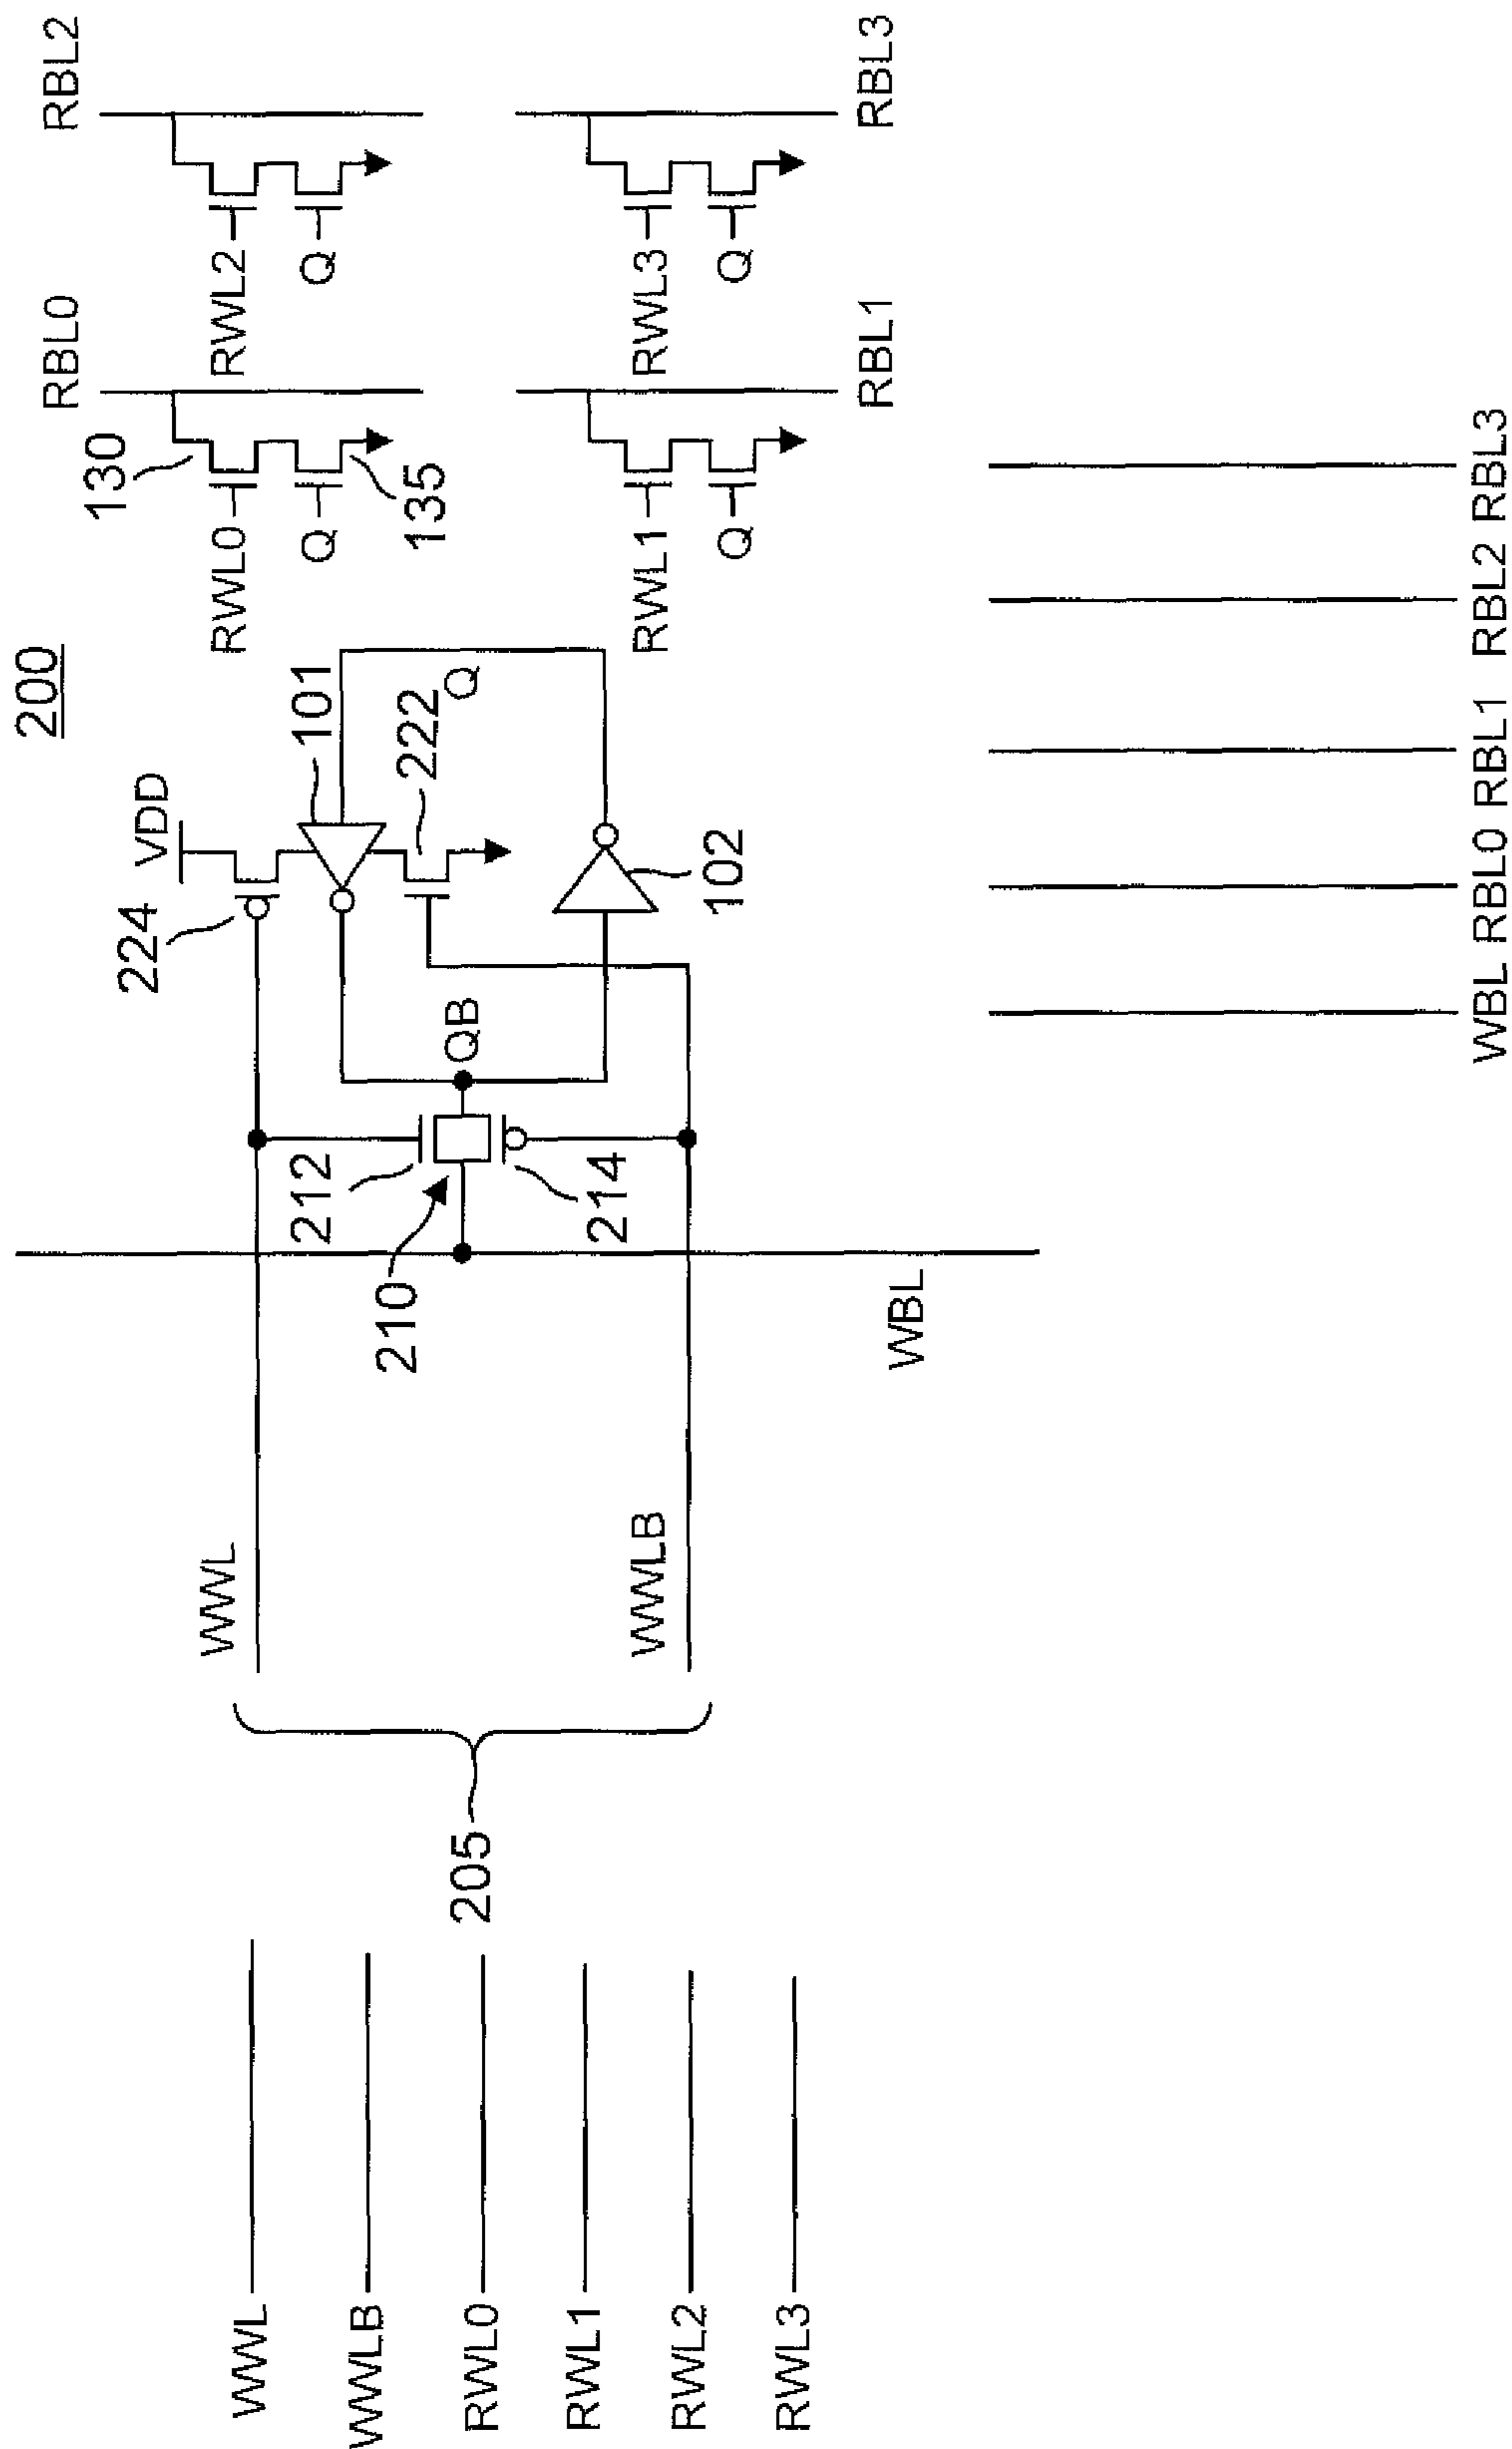 200
WWL
WWLB
RWL0
RWL1
RWL2
RWL3
205
WWL
WWLB
WBL
210
212
214
QB
224
VDD
101
222
102
Q
RWL0
Q
130
135
RBL0
RWL1
Q
RBL1
RWL2
Q
RBL2
RWL3
Q
RBL3
WBL RBL0 RBL1 RBL2 RBL3